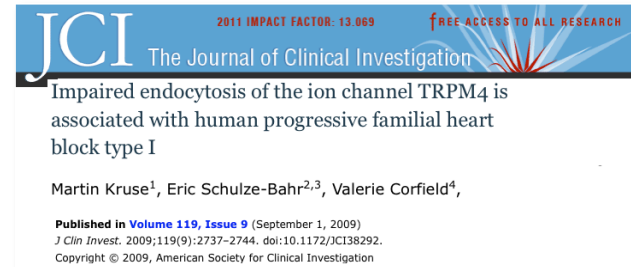 JCI
2011 IMPACT FACTOR: 13.069
FREE ACCESS TO ALL RESEARCH
The Journal of Clinical Investigation
Impaired endocytosis of the ion channel TRPM4 is
associated with human progressive familial heart
block type I
Martin Kruse1, Eric Schulze-Bahr2,3, Valerie Corfield4,
Published in Volume 119, Issue 9 (September 1, 2009)
J Clin Invest. 2009;119(9):2737–2744. doi:10.1172/JCI38292.
Copyright © 2009, American Society for Clinical Investigation